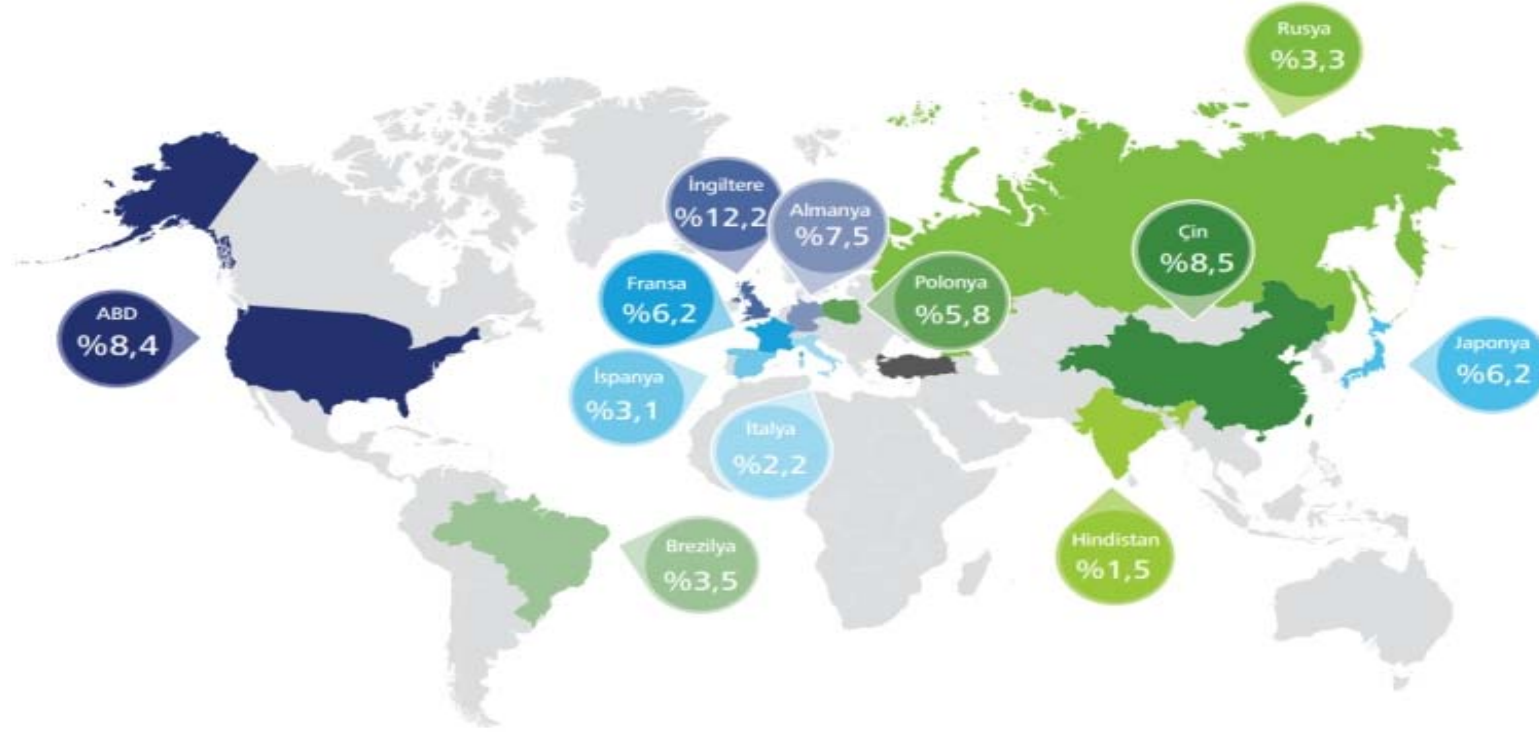 Rusya
%3,3
İngiltere
%12,2
Almanya
%7,5
Çin
%8,5
Fransa
%6,2
Polonya
%5,8
ABD
%8,4
Japonya
%6,2
İspanya
%3,1
İtalya
%2,2
Hindistan
%1,5
Brezilya
%3,5